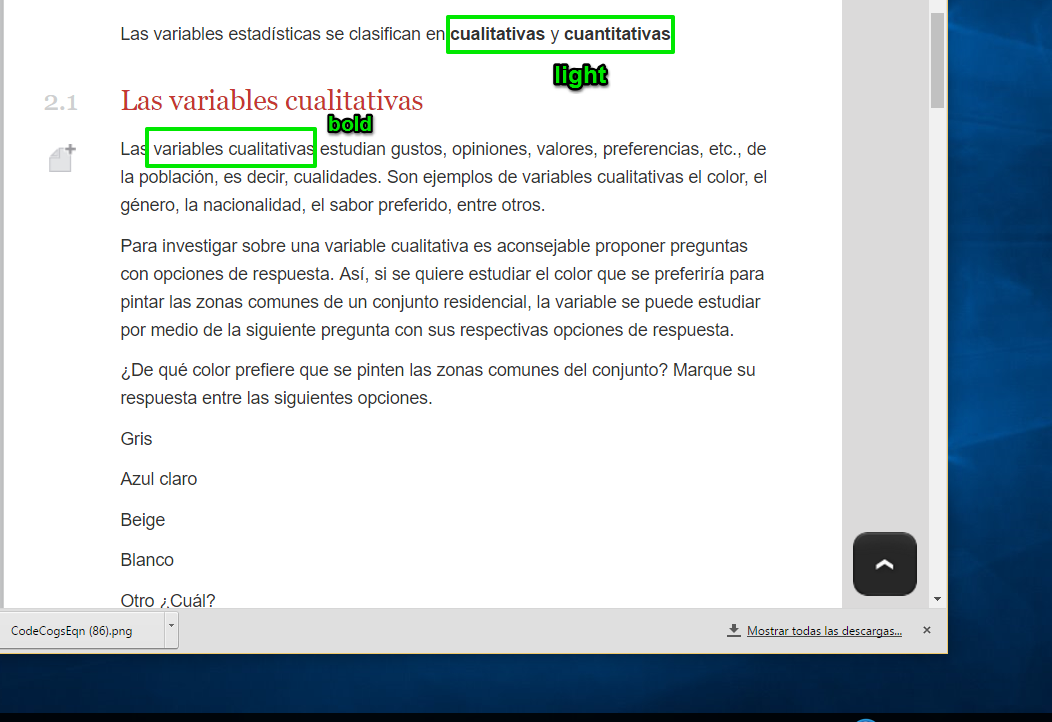 Las variables estadísticas se clasifican en cualitativas y cuantitativas
light
2.1 Las variables cualitativas
bold
Las variables cualitativas estudian gustos, opiniones, valores, preferencias, etc., de
la población, es decir, cualidades. Son ejemplos de variables cualitativas el color, el
género, la nacionalidad, el sabor preferido, entre otros.
Para investigar sobre una variable cualitativa es aconsejable proponer preguntas
con opciones de respuesta. Así, si se quiere estudiar el color que se preferiría para
pintar las zonas comunes de un conjunto residencial, la variable se puede estudiar
por medio de la siguiente pregunta con sus respectivas opciones de respuesta.
¿De qué color prefiere que se pinten las zonas comunes del conjunto? Marque su
respuesta entre las siguientes opciones.
Gris
Azul claro
Beige
Blanco
Otro ¿Cuál?
CodeCogsEqn (86).png
Mostrar todas las descargas...